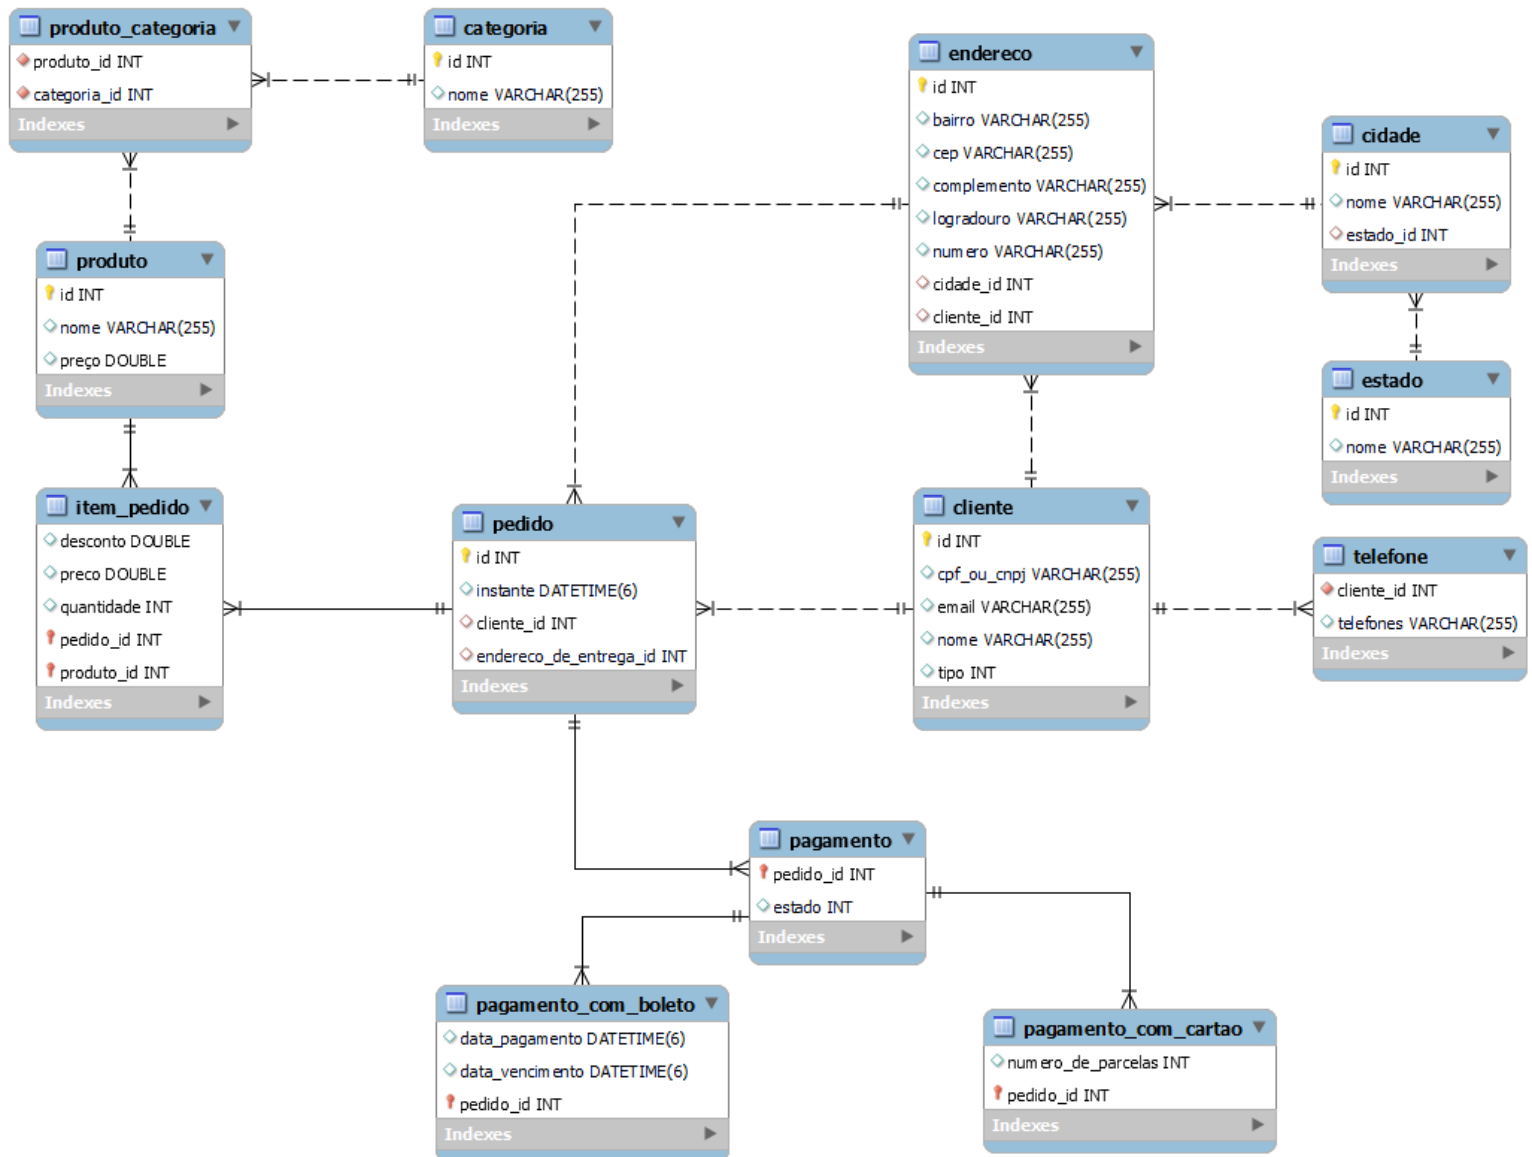 produto_categoria
produto_id INT
categoria_id INT
Indexes
categoria
id INT
nome VARCHAR(255)
Indexes
endereco
id INT
bairro VARCHAR(255)
cep VARCHAR(255)
complemento VARCHAR(255)
logradouro VARCHAR(255)
numero VARCHAR(255)
cidade_id INT
cliente_id INT
Indexes
cidade
id INT
nome VARCHAR(255)
estado_id INT
Indexes
produto
id INT
nome VARCHAR(255)
preço DOUBLE
Indexes
estado
id INT
nome VARCHAR(255)
Indexes
item_pedido
desconto DOUBLE
preco DOUBLE
quantidade INT
pedido_id INT
produto_id INT
Indexes
pedido
id INT
instante DATETIME(6)
cliente_id INT
endereco_de_entrega_id INT
Indexes
cliente
id INT
cpf_ou_cnpj VARCHAR(255)
email VARCHAR(255)
nome VARCHAR(255)
tipo INT
Indexes
telefone
cliente_id INT
telefones VARCHAR(255)
Indexes
pagamento
pedido_id INT
estado INT
Indexes
pagamento_com_boleto
data_pagamento DATETIME(6)
data_vencimento DATETIME(6)
pedido_id INT
Indexes
pagamento_com_cartao
numero_de_parcelas INT
pedido_id INT
Indexes